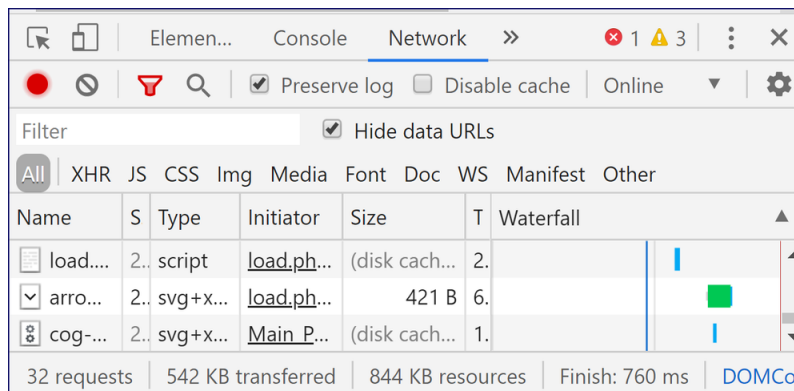 Elemen... Console Network » 1 3
Preserve log Disable cache Online
Filter Hide data URLs
All XHR JS CSS Img Media Font Doc WS Manifest Other
Name S Type Initiator Size T Waterfall
load.... 2.. script load.ph... (disk cach... 2.
arro... 2.. svg+x... load.ph... 421 B 6.
cog-... 2.. svg+x... Main_P... (disk cach... 1.
32 requests 542 KB transferred 844 KB resources Finish: 760 ms DOMCo